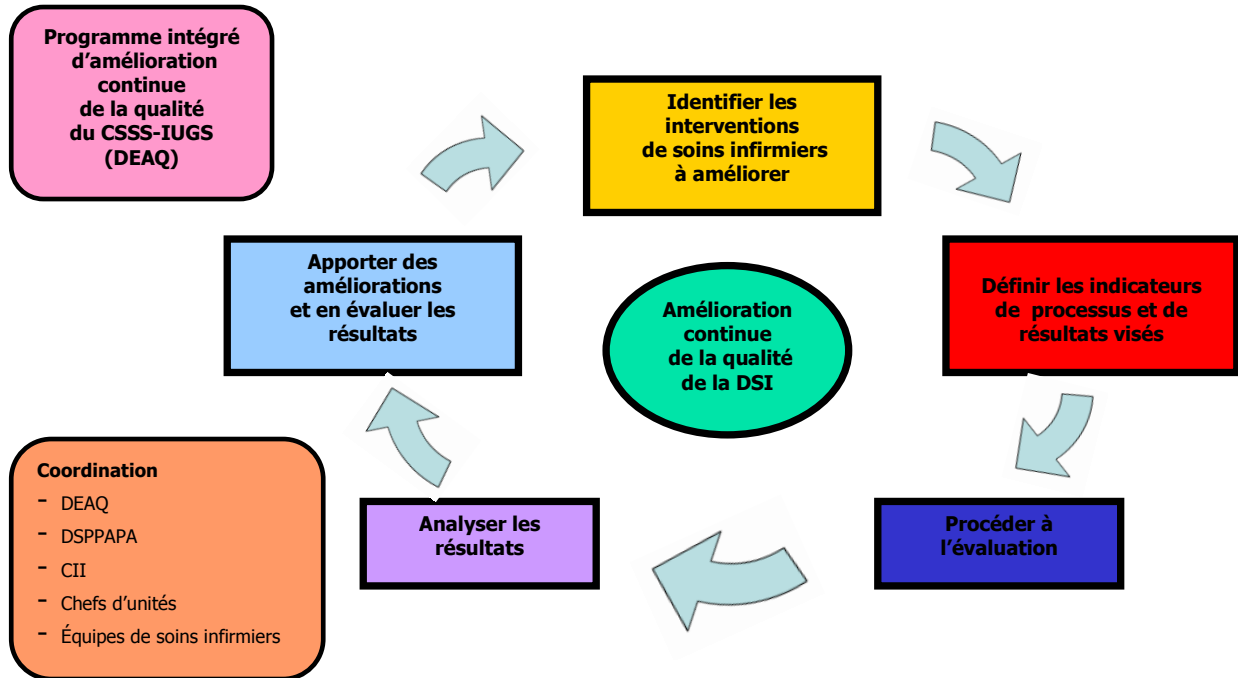 Programme intégré
d'amélioration
continue
de la qualité
du CSSS-IUGS
(DEAQ)
Identifier les
interventions
de soins infirmiers
à améliorer
Apporter des
améliorations
et en évaluer les
résultats
Amélioration
continue
de la qualité
de la DSI
Définir les indicateurs
de processus et de
résultats visés
Coordination
- DEAQ
- DSPPAPA
- CII
- Chefs d'unités
- Équipes de soins infirmiers
Analyser les
résultats
Procéder à
l'évaluation